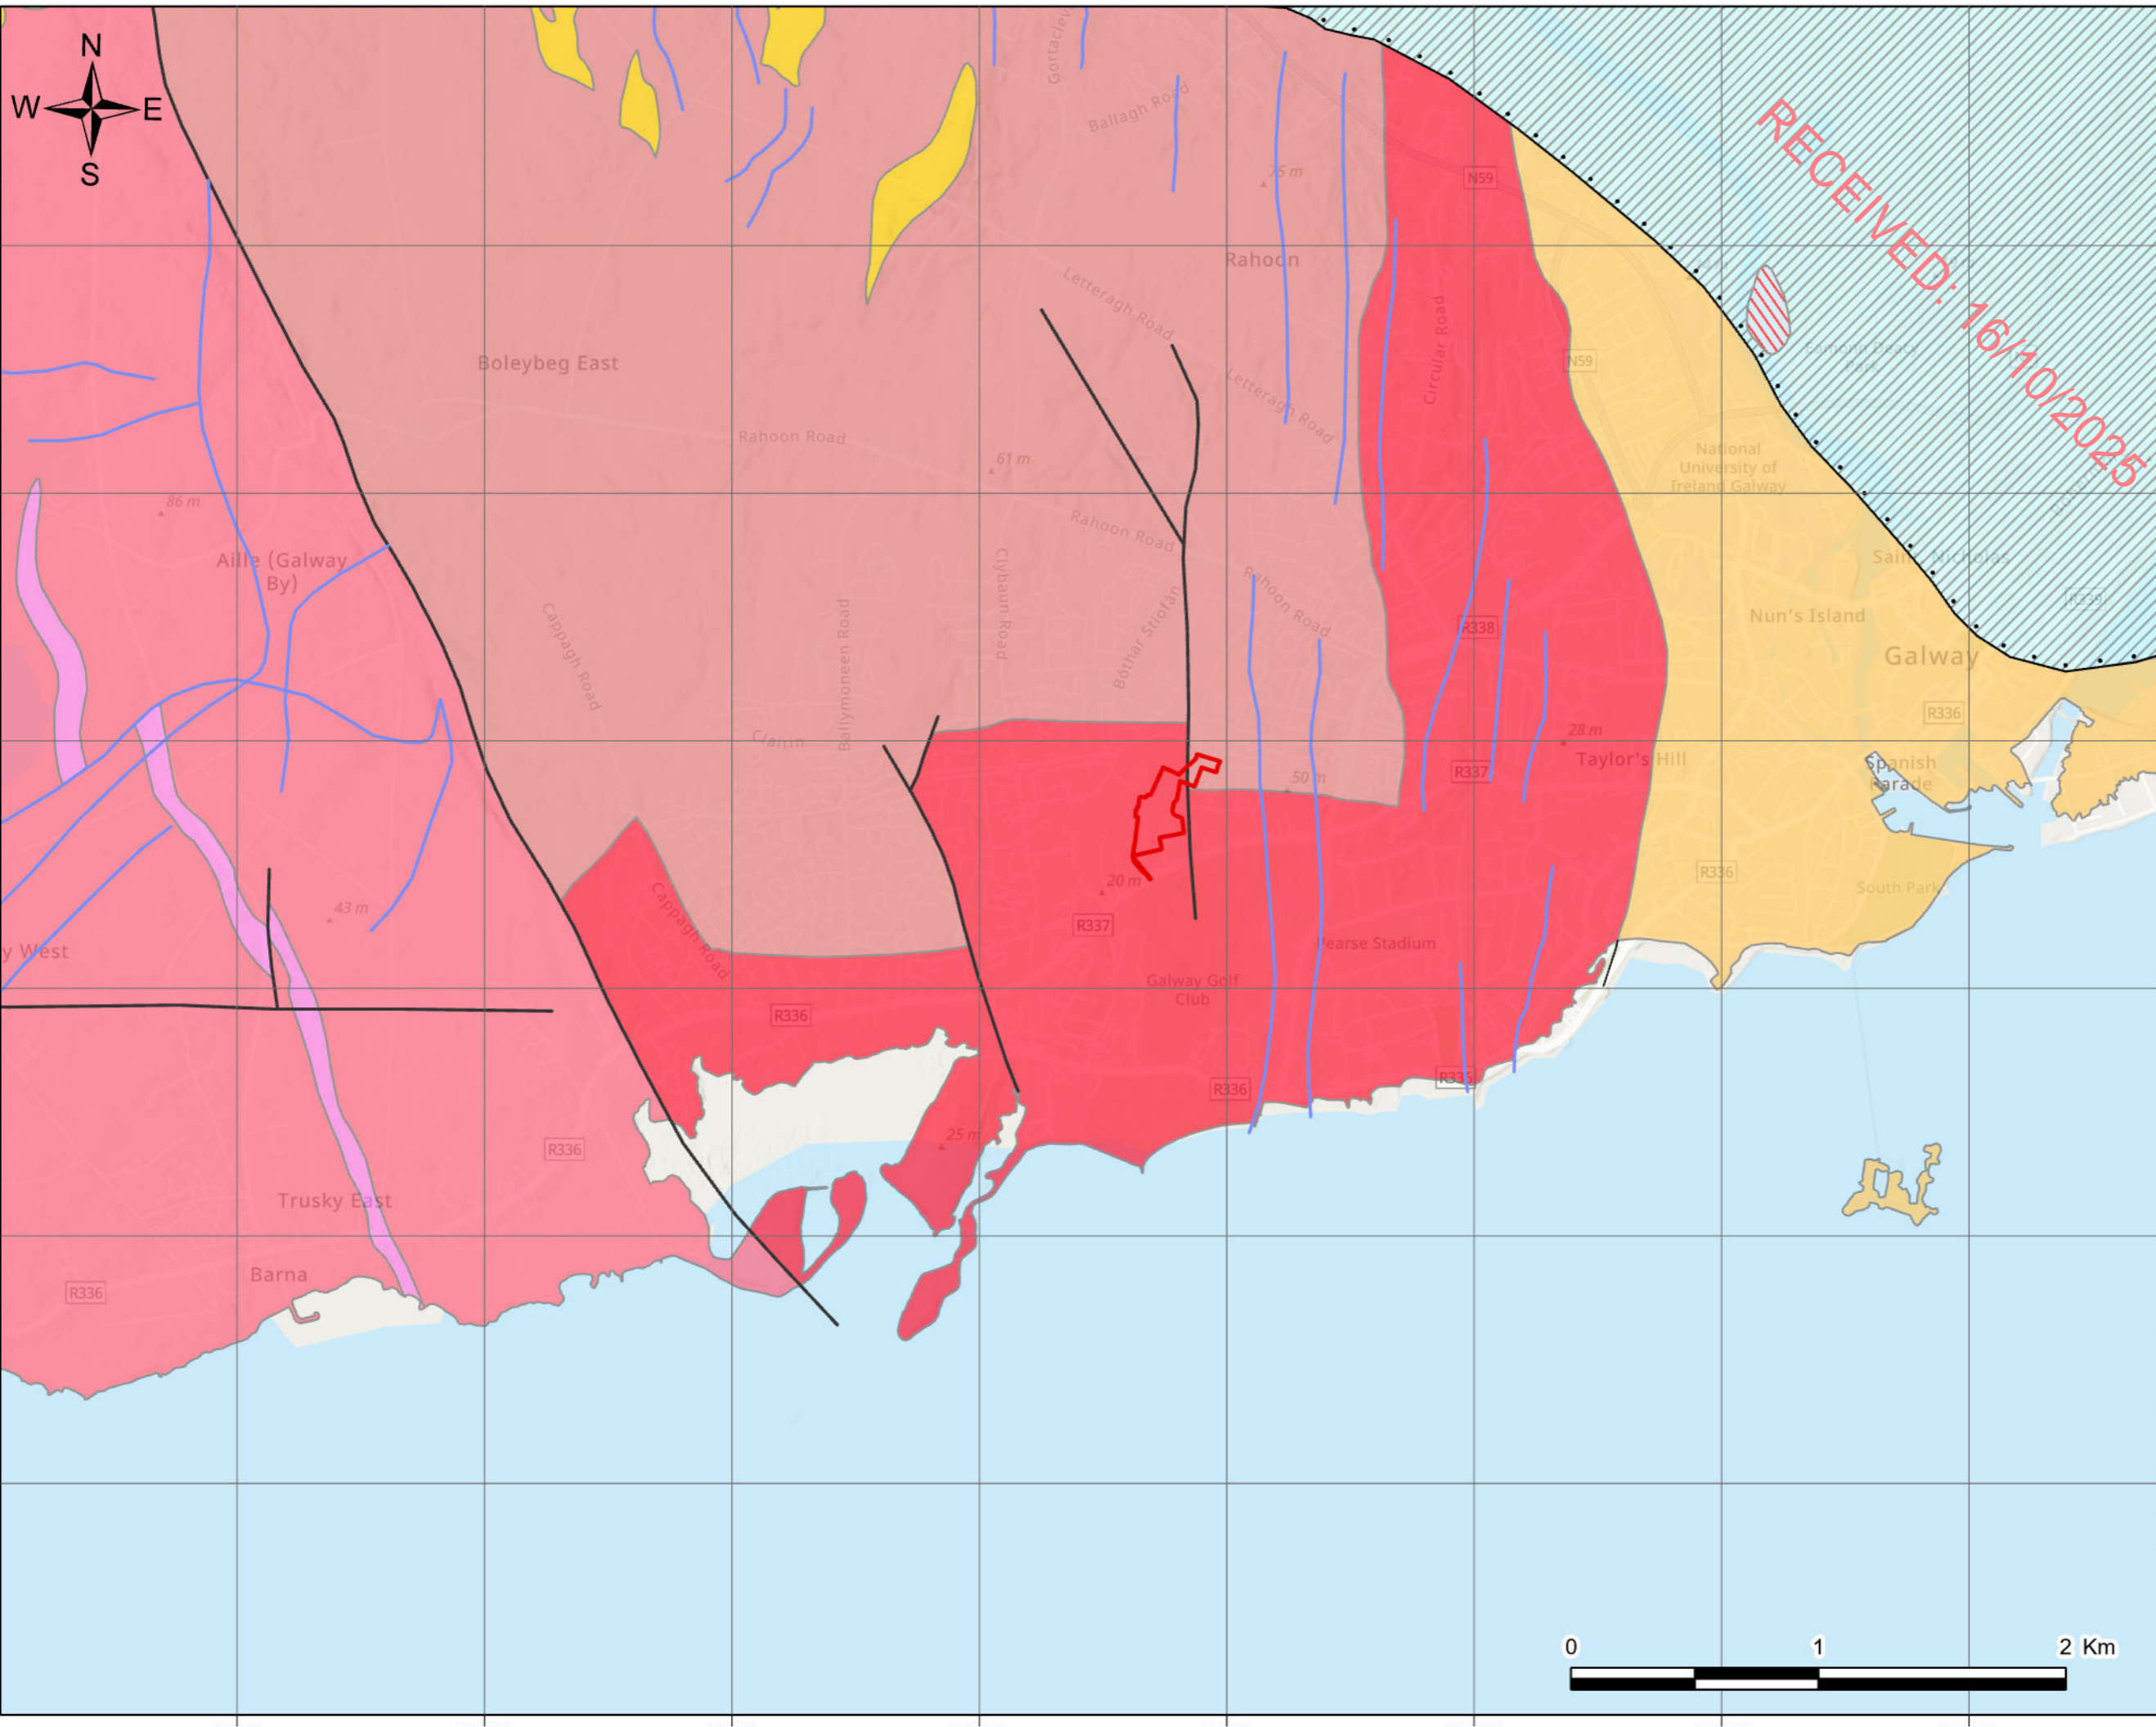 N
W
E
S
RECEIVED: 16/10/2025
Ballagh Road
75 m
N59
Rahoon
Letteragh Road
Boleybeg East
Circular Road
N59
Letteragh Road
Rahoon Road
61 m
National
University of
Ireland Galway
86 m
Rahoon Road
Aille (Galway
By)
Clybaun Road
Rahoon Road
Bóthar Stiofán
Cappagh Road
Ballymoneen Road
R338
R339
Nun's Island
Galway
R336
28 m
Clairin
Taylor's Hill
Spanish
Parade
50 m
R337
R336
20 m
South Park
43 m
R337
Cappagh Road
y West
Pearse Stadium
Galway Golf
Club
R336
R336
R336
25 m
R336
Trusky East
Barna
R336
0
1
2 Km